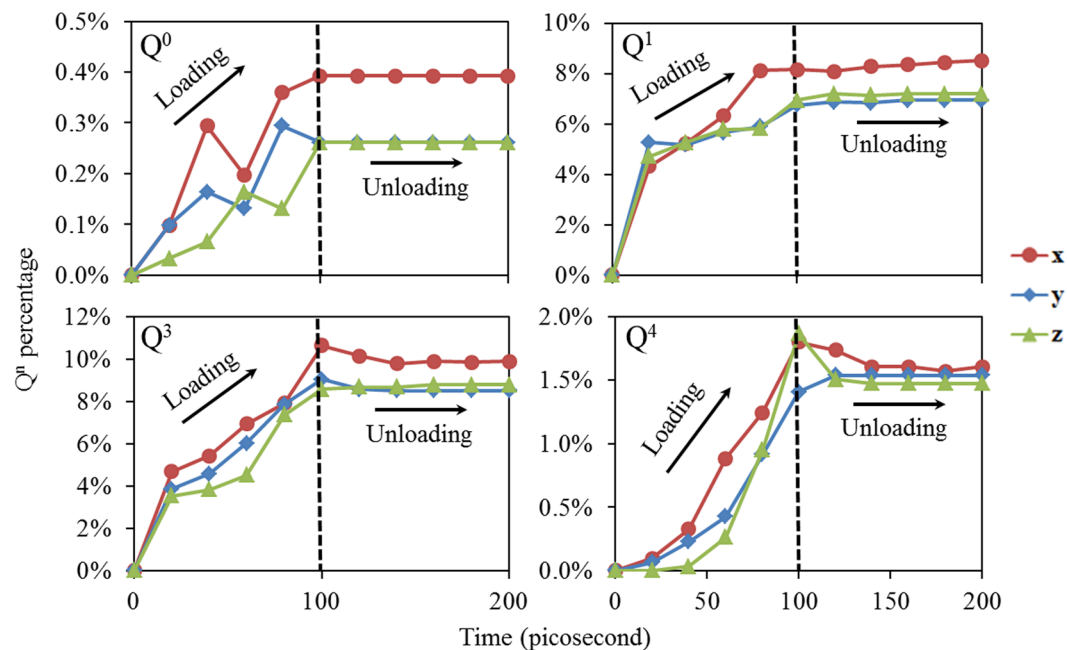 Qⁿ percentage
0.5%
0.4%
0.3%
0.2%
0.1%
0.0%
Q⁰
Loading
Unloading
10%
8%
6%
4%
2%
0%
Q¹
Loading
Unloading
12%
10%
8%
6%
4%
2%
0%
Q³
Loading
Unloading
0
100
200
2.0%
1.5%
1.0%
0.5%
0.0%
Q⁴
Loading
Unloading
0
50
100
150
200
x
y
z
Time (picosecond)